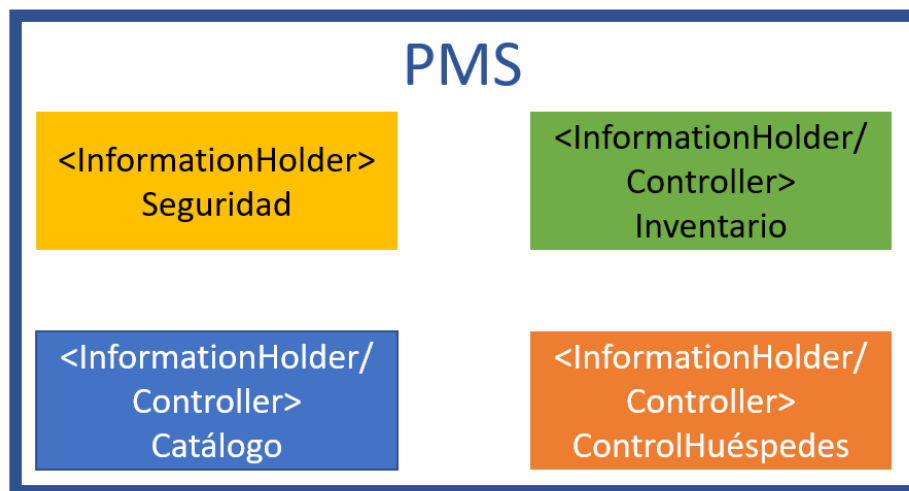 PMS
<InformationHolder>
Seguridad
<InformationHolder/
Controller>
Inventario
<InformationHolder/
Controller>
Catálogo
<InformationHolder/
Controller>
ControlHuéspedes